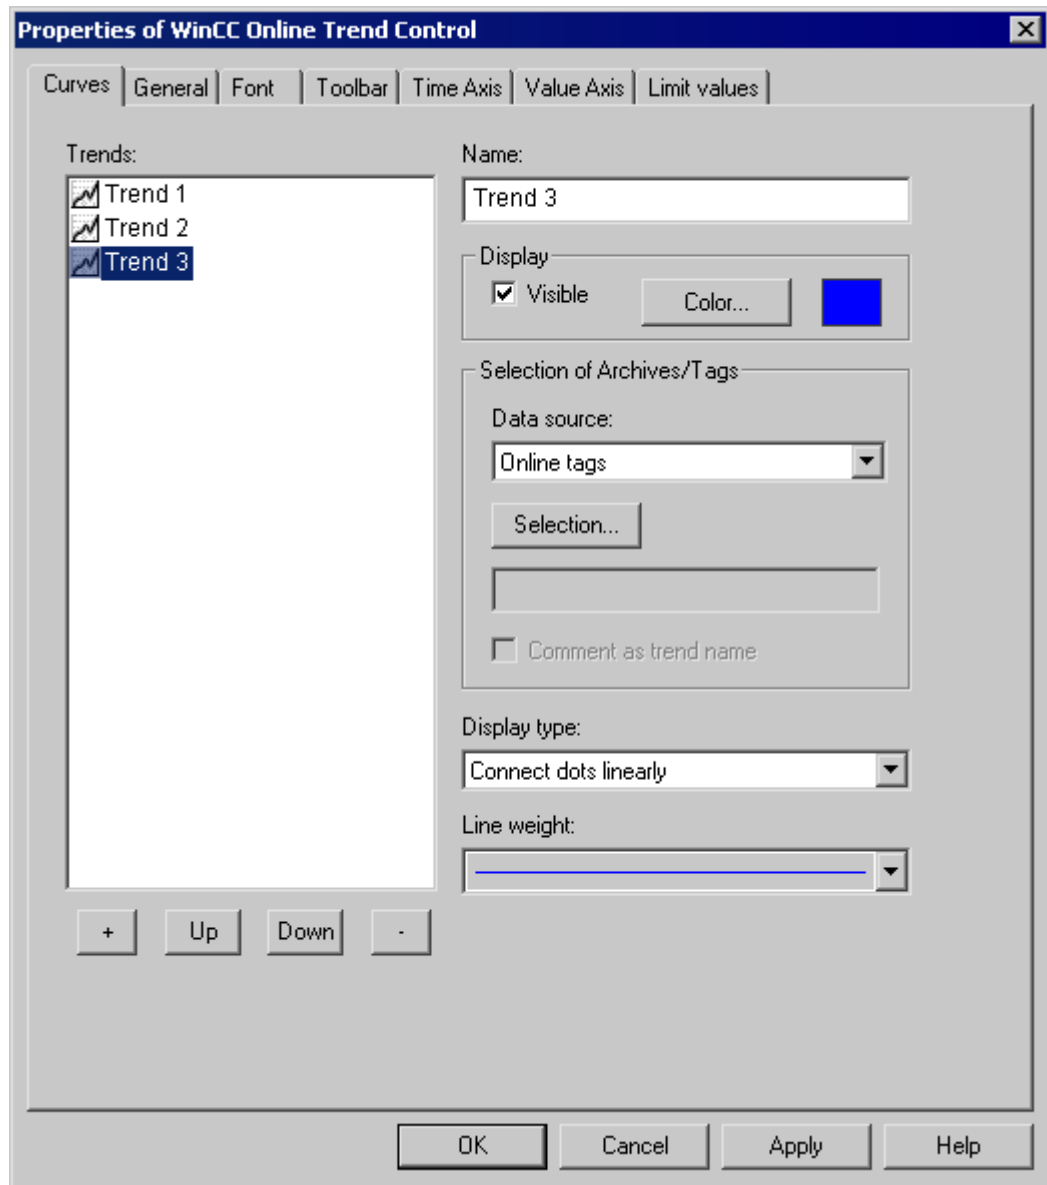 Properties of WinCC Online Trend Control
Curves General Font Toolbar Time Axis Value Axis Limit values
Trends:
Trend 1
Trend 2
Trend 3
+ Up Down -
Name:
Trend 3
Display
Visible Color...
Selection of Archives/Tags
Data source:
Online tags
Selection...
Comment as trend name
Display type:
Connect dots linearly
Line weight:
OK Cancel Apply Help